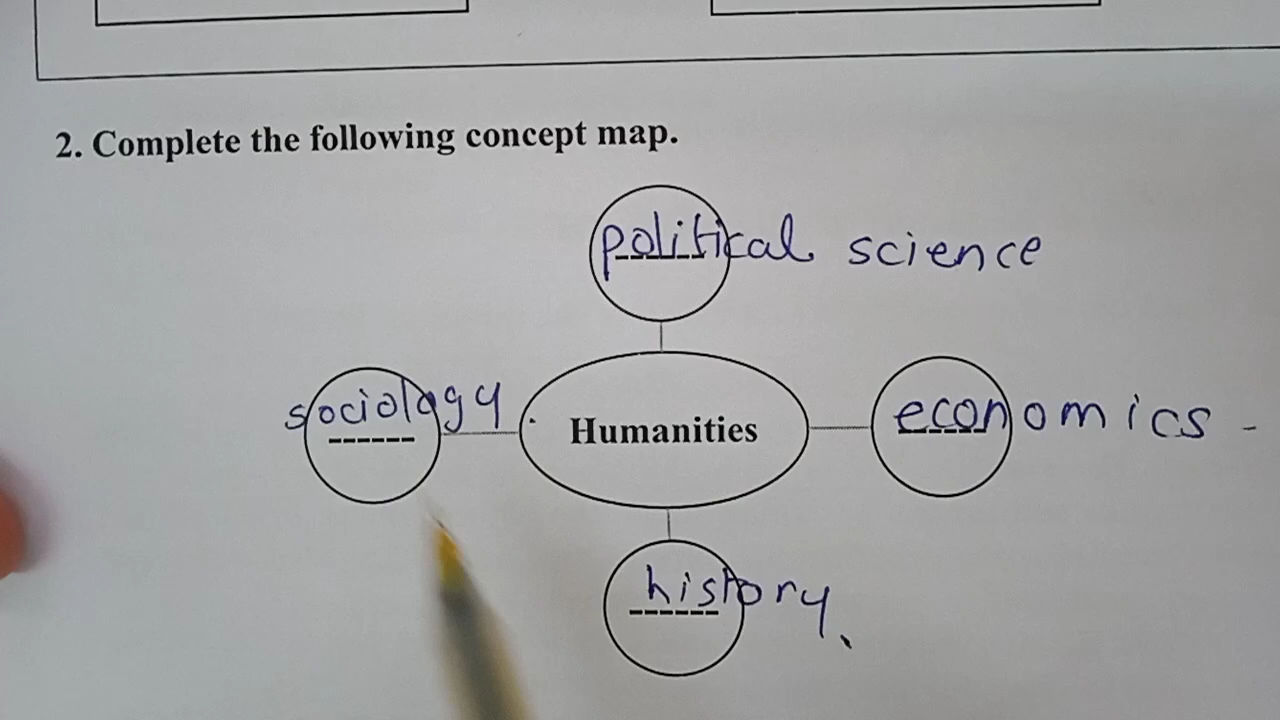 2. Complete the following concept map.
political science
sociology.
Humanities
economics -
history.